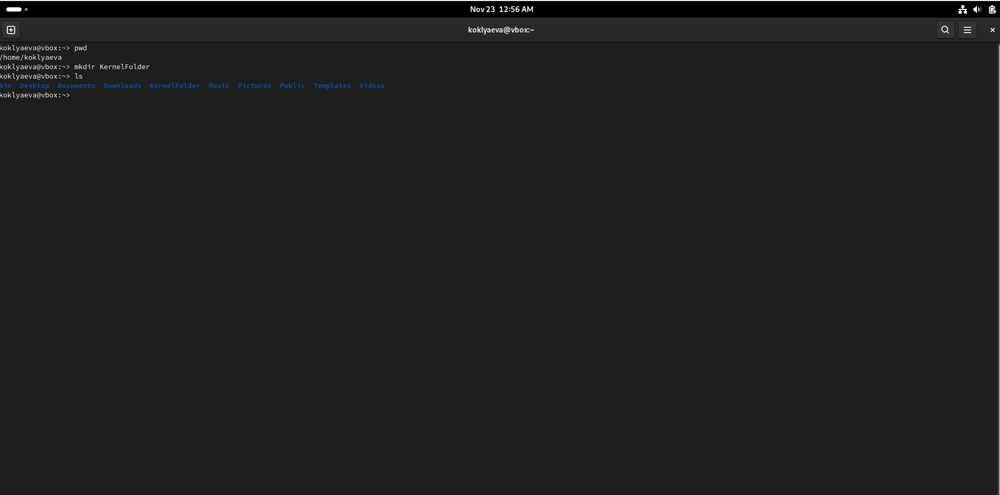 Nov 23 12:56 AM
koklyaeva@vbox:~
koklyaeva@vbox:~> pwd
/home/koklyaeva
koklyaeva@vbox:~> mkdir KernelFolder
koklyaeva@vbox:~> ls
bin Desktop Documents Downloads KernelFolder Music Pictures Public Templates Videos
koklyaeva@vbox:~>